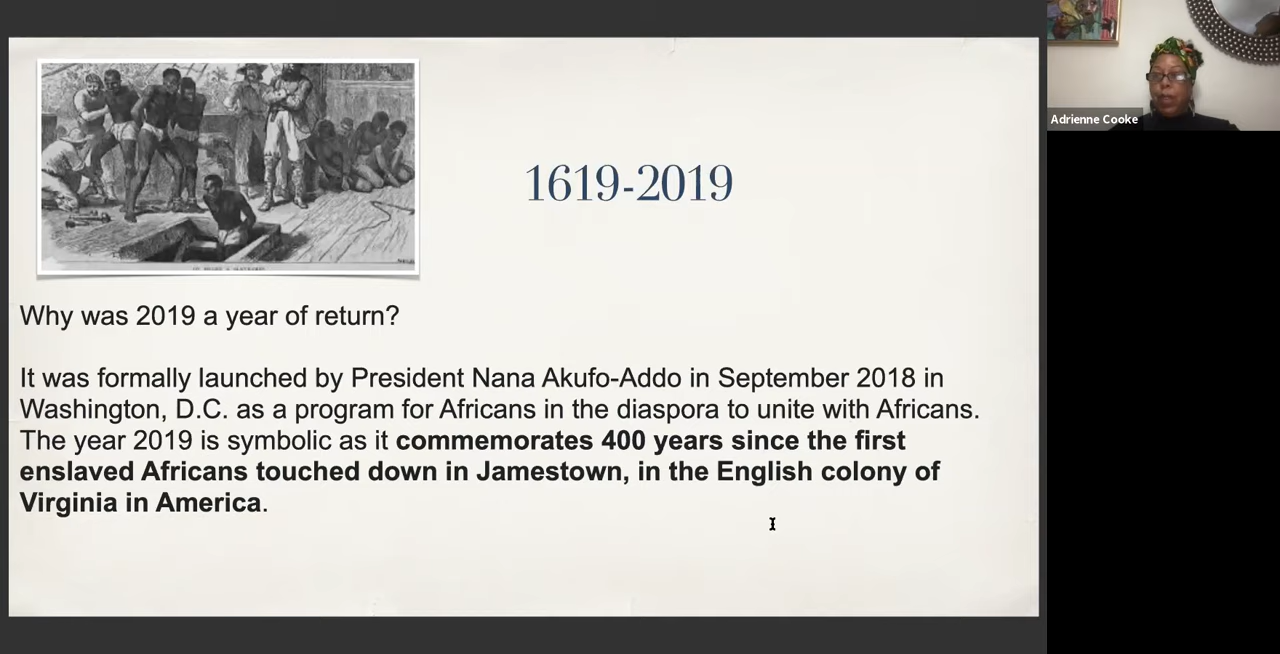 Adrienne Cooke
1619-2019
Why was 2019 a year of return?
It was formally launched by President Nana Akufo-Addo in September 2018 in
Washington, D.C. as a program for Africans in the diaspora to unite with Africans.
The year 2019 is symbolic as it commemorates 400 years since the first
enslaved Africans touched down in Jamestown, in the English colony of
Virginia in America.